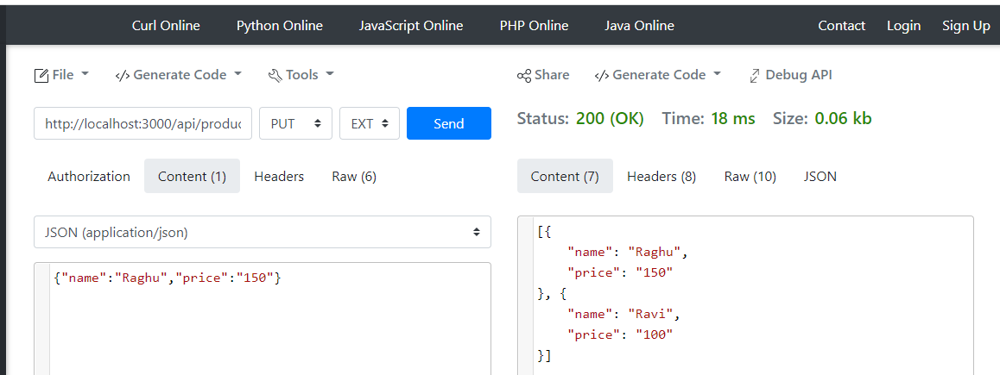 Curl Online Python Online JavaScript Online PHP Online Java Online Contact Login Sign Up
File </> Generate Code Tools
Share </> Generate Code Debug API
http://localhost:3000/api/produc PUT EXT Send
Status: 200 (OK) Time: 18 ms Size: 0.06 kb
Authorization Content (1) Headers Raw (6)
Content (7) Headers (8) Raw (10) JSON
JSON (application/json)
{"name":"Raghu","price":"150"}
[{
"name": "Raghu",
"price": "150"
}, {
"name": "Ravi",
"price": "100"
}]